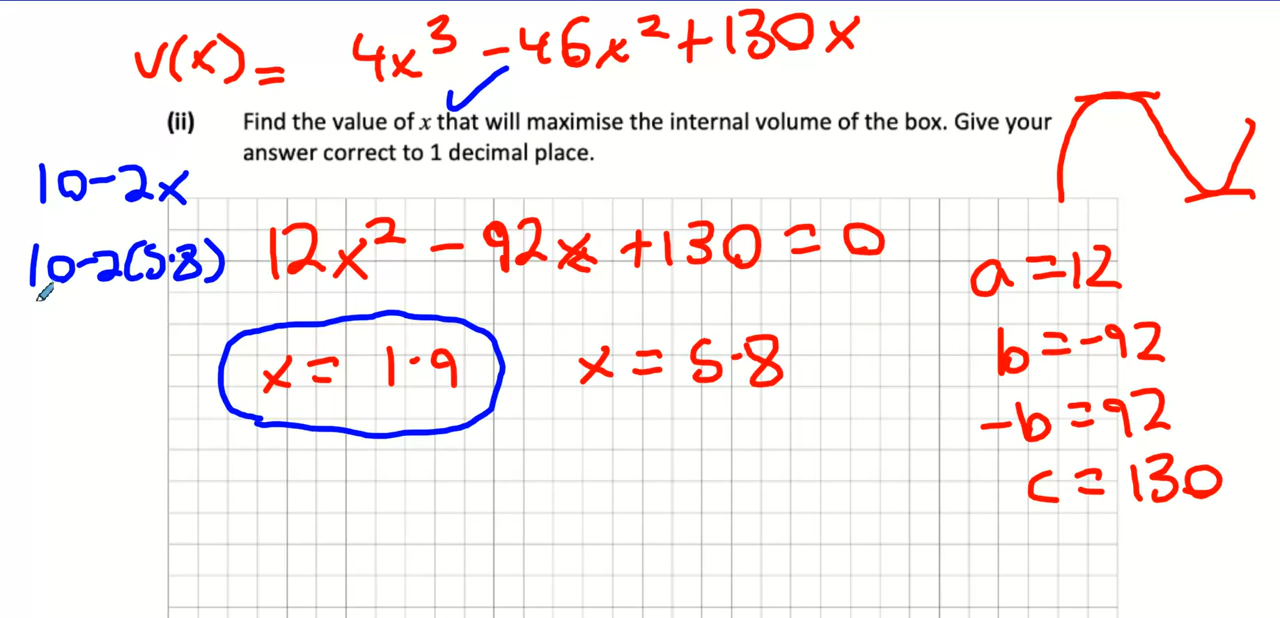 v(x) = 4x³ - 46x² + 130x
(ii) Find the value of x that will maximise the internal volume of the box. Give your
answer correct to 1 decimal place.
10-2x
10-2(5·8)
12x² - 92x + 130 = 0
x = 1·9 x = 5·8
a = 12
b = -92
-b = 92
c = 130